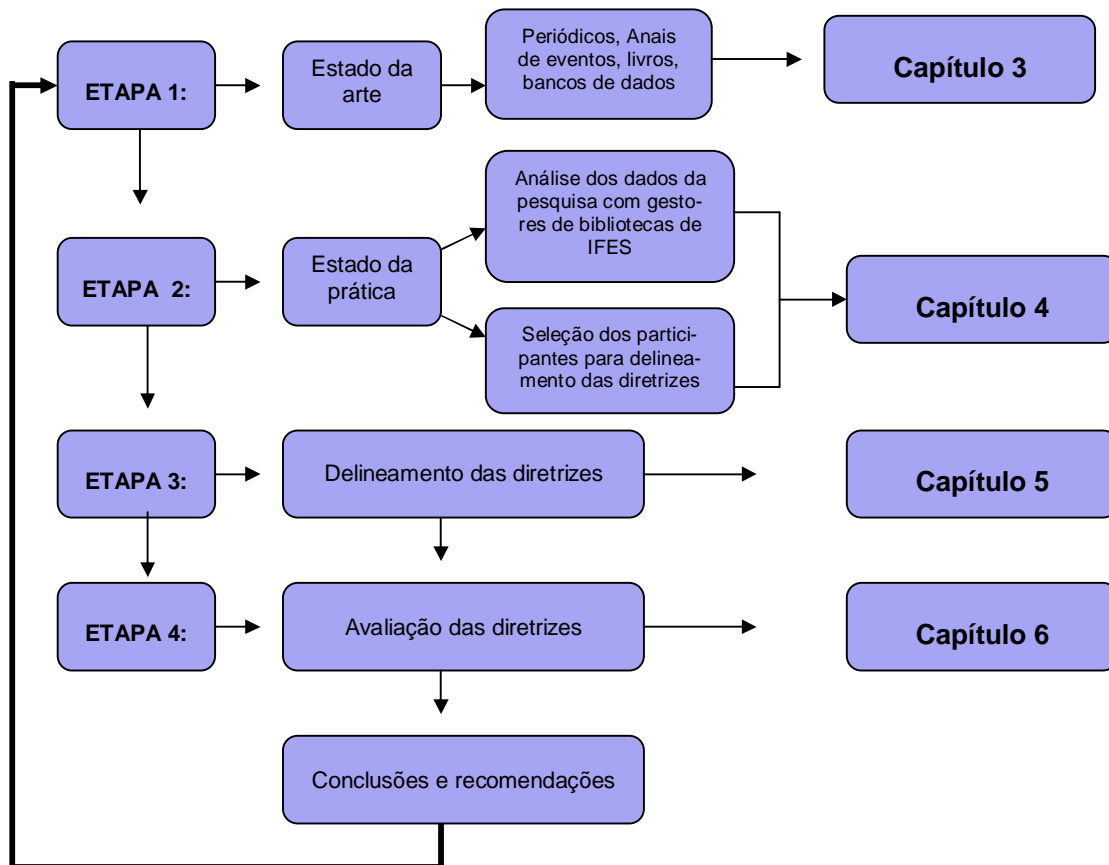 ETAPA 1:
Estado da
arte
Periódicos, Anais
de eventos, livros,
bancos de dados
Capítulo 3
ETAPA 2:
Estado da
prática
Análise dos dados da
pesquisa com gesto-
res de bibliotecas de
IFES
Seleção dos partici-
pantes para delinea-
mento das diretrizes
Capítulo 4
ETAPA 3:
Delineamento das diretrizes
Capítulo 5
ETAPA 4:
Avaliação das diretrizes
Capítulo 6
Conclusões e recomendações